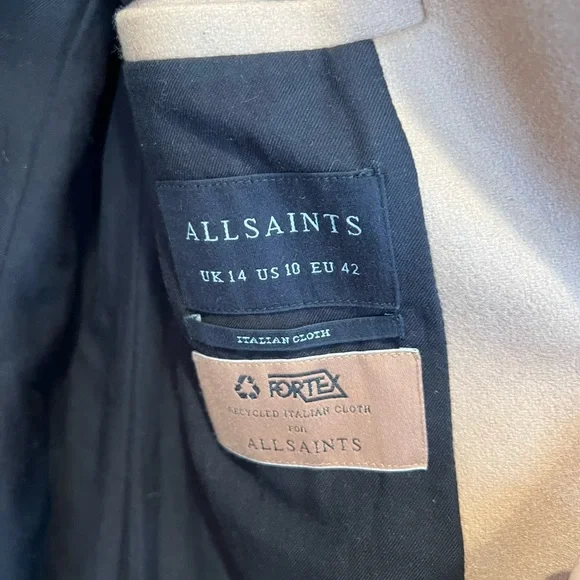 ALLSAINTS
UK 14 US 10 EU 42
ITALIAN CLOTH
FORTEX
RECYCLED ITALIAN CLOTH
FOR
ALLSAINTS